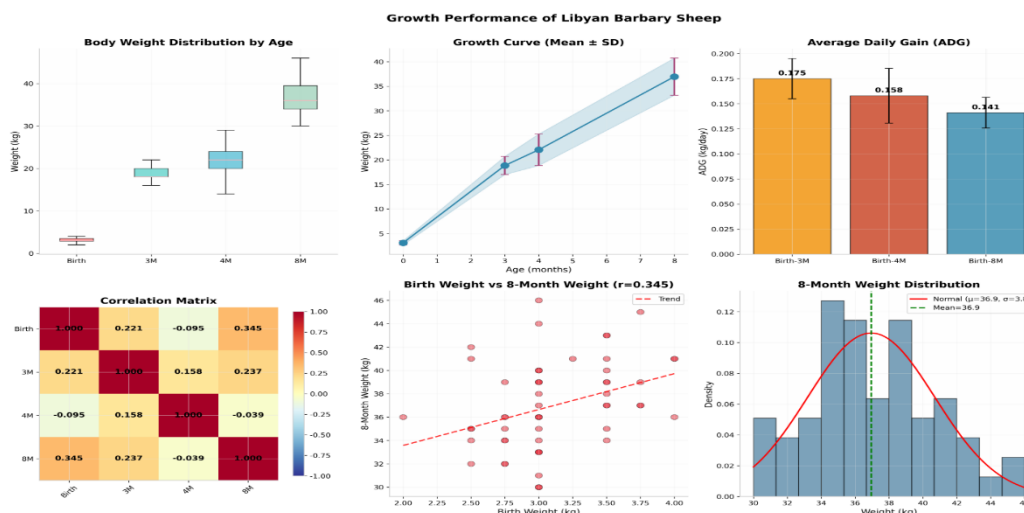 Growth Performance of Libyan Barbary Sheep
Body Weight Distribution by Age
Weight (kg)
40
30
20
10
0
Birth
3M
4M
8M
Growth Curve (Mean ± SD)
Weight (kg)
40
35
30
25
20
15
10
5
0
1
2
3
4
5
6
7
8
Age (months)
Average Daily Gain (ADG)
ADG (kg/day)
0.200
0.175
0.150
0.125
0.100
0.075
0.050
0.025
0.000
0.175
0.158
0.141
Birth-3M
Birth-4M
Birth-8M
Correlation Matrix
Birth
1.000
0.221
-0.095
0.345
3M
0.221
1.000
0.158
0.237
4M
-0.095
0.158
1.000
-0.039
8M
0.345
0.237
-0.039
1.000
Birth
3M
4M
8M
1.00
0.75
0.50
0.25
0.00
-0.25
-0.50
-0.75
-1.00
Birth Weight vs 8-Month Weight (r=0.345)
Trend
8-Month Weight (kg)
46
44
42
40
38
36
34
32
30
2.00
2.25
2.50
2.75
3.00
3.25
3.50
3.75
4.00
Birth Weight (kg)
8-Month Weight Distribution
Normal (μ=36.9, σ=3.
Mean=36.9
Density
0.12
0.10
0.08
0.06
0.04
0.02
0.00
30
32
34
36
38
40
42
44
Weight (kg)